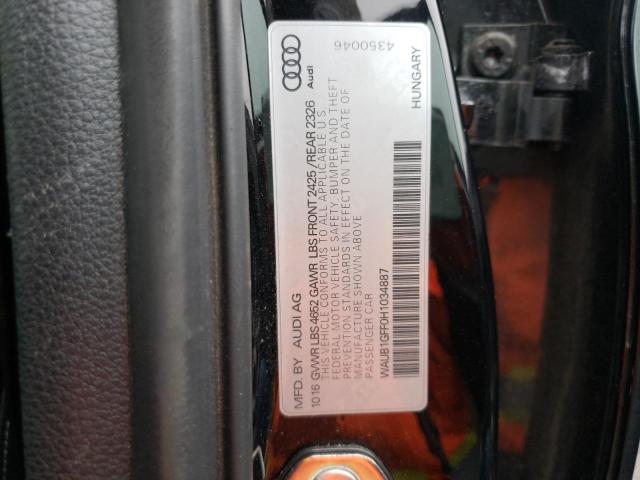 MFD. BY AUDI AG
Audi
1016 GVWR LBS 4652 GAWR LBS FRONT 2425 / REAR 2326
THIS VEHICLE CONFORMS TO ALL APPLICABLE U.S.
FEDERAL MOTOR VEHICLE SAFETY, BUMPER AND THEFT
PREVENTION STANDARDS IN EFFECT ON THE DATE OF
MANUFACTURE SHOWN ABOVE
4350046
PASSENGER CAR
WAUB1GFF0H1034887
HUNGARY